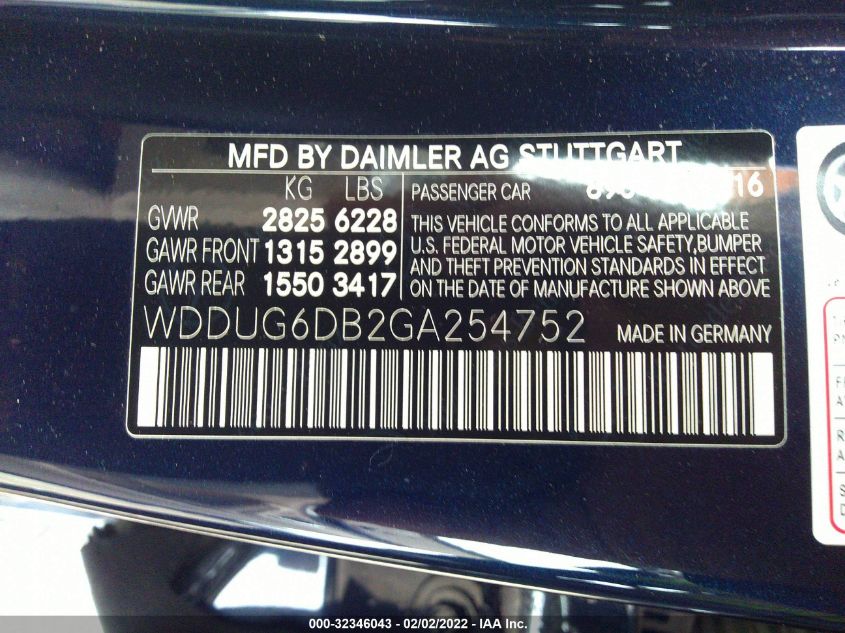 MFD BY DAIMLER AG STUTTGART
KG LBS
GVWR 2825 6228
GAWR FRONT 1315 2899
GAWR REAR 1550 3417
PASSENGER CAR 16
THIS VEHICLE CONFORMS TO ALL APPLICABLE
U.S. FEDERAL MOTOR VEHICLE SAFETY,BUMPER
AND THEFT PREVENTION STANDARDS IN EFFECT
ON THE DATE OF MANUFACTURE SHOWN ABOVE
WDDUG6DB2GA254752 MADE IN GERMANY
000-32346043 - 02/02/2022 - IAA Inc.